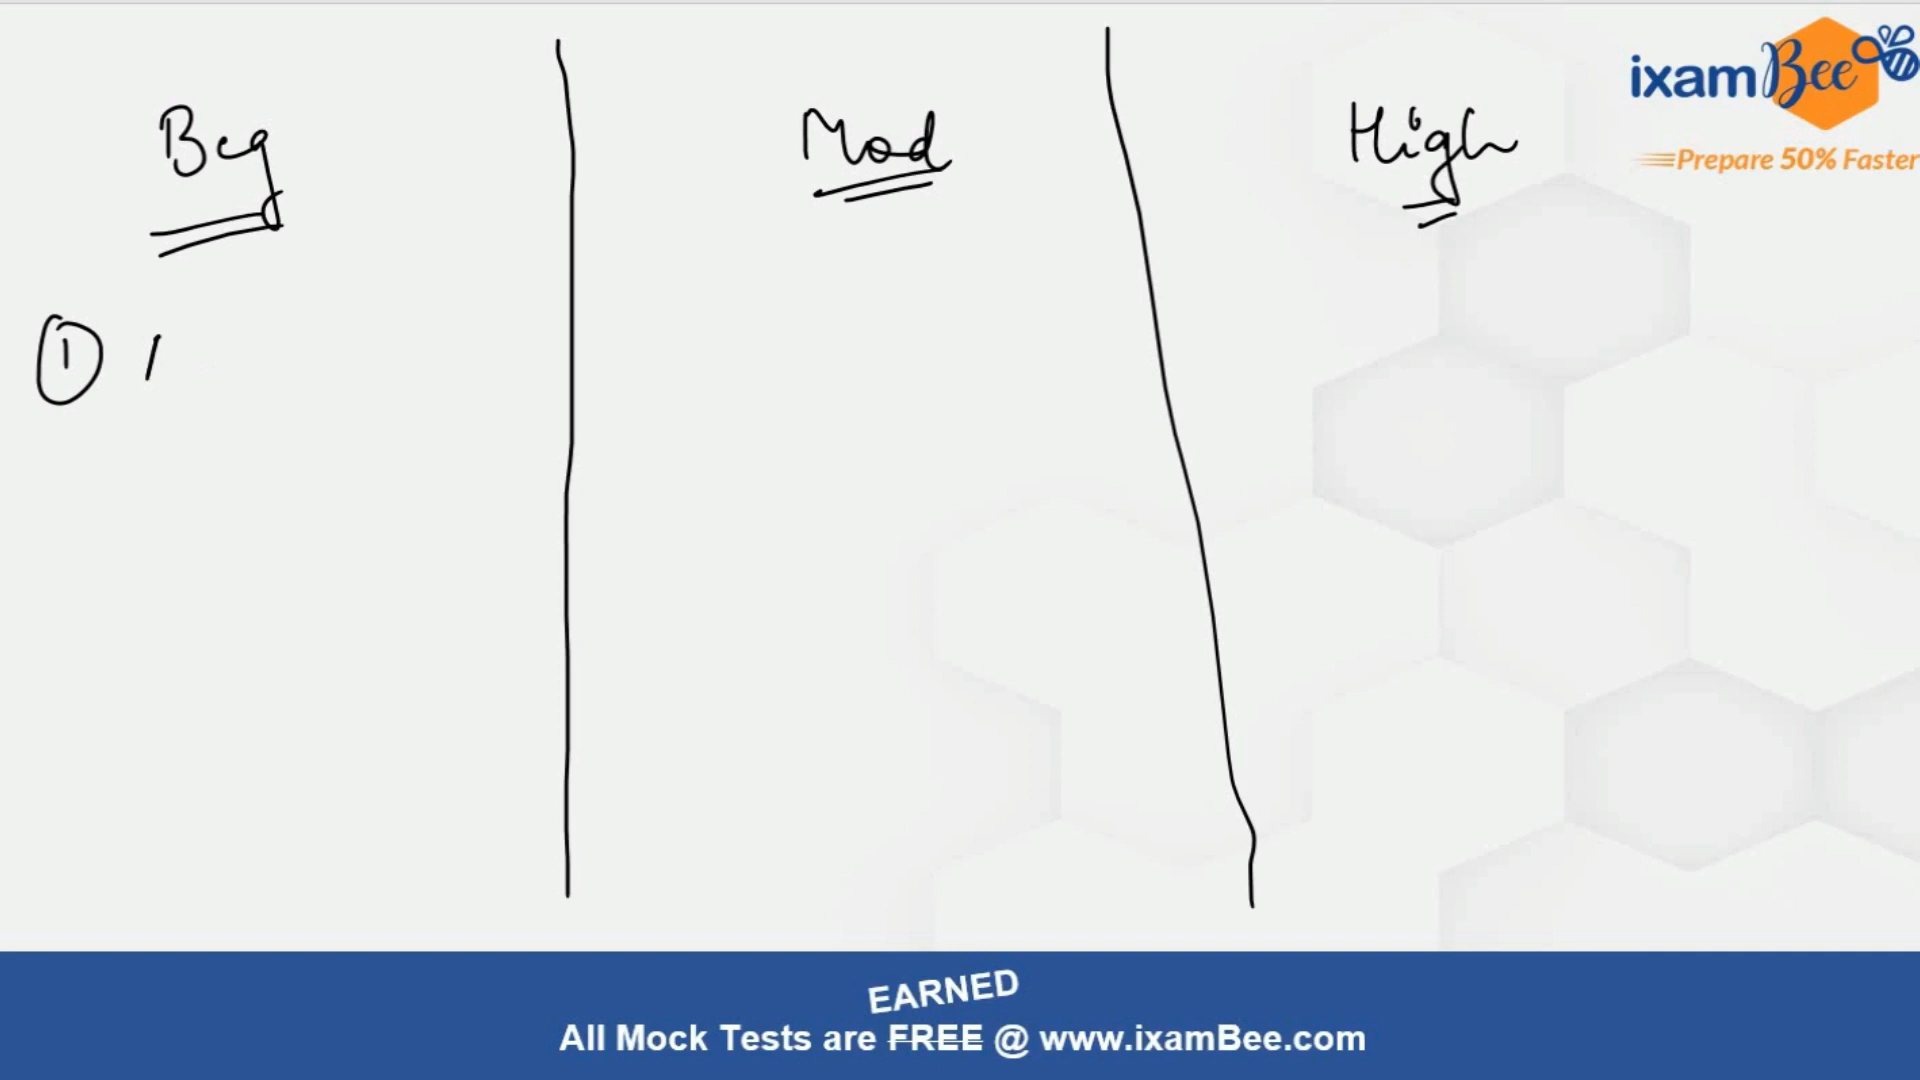 Beg Mod High
ixamBee
Prepare 50% Faster
①
EARNED
All Mock Tests are FREE @ www.ixamBee.com